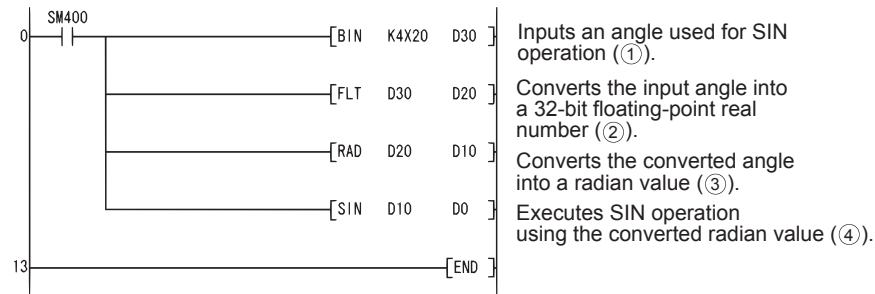 SM400
0 [BIN K4X20 D30 ] Inputs an angle used for SIN
operation (①).
[FLT D30 D20 ] Converts the input angle into
a 32-bit floating-point real
number (②).
[RAD D20 D10 ] Converts the converted angle
into a radian value (③).
[SIN D10 D0 ] Executes SIN operation
using the converted radian value (④).
13 [END ]